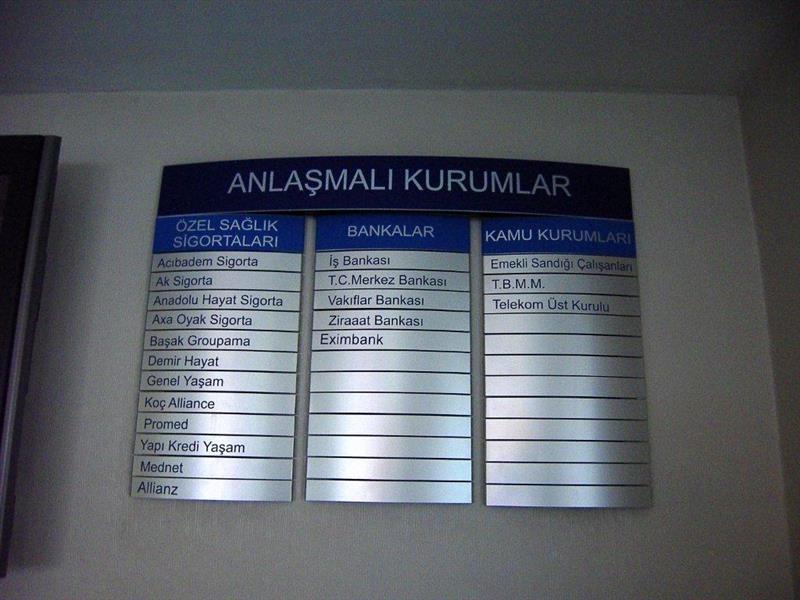 ANLAŞMALI KURUMLAR
ÖZEL SAĞLIK
SİGORTALARI
Acıbadem Sigorta
Ak Sigorta
Anadolu Hayat Sigorta
Axa Oyak Sigorta
Başak Groupama
Demir Hayat
Genel Yaşam
Koç Alliance
Promed
Yapı Kredi Yaşam
Mednet
Allianz
BANKALAR
İş Bankası
T.C.Merkez Bankası
Vakıflar Bankası
Ziraaat Bankası
Eximbank
KAMU KURUMLARI
Emekli Sandığı Çalışanları
T.B.M.M.
Telekom Üst Kurulu